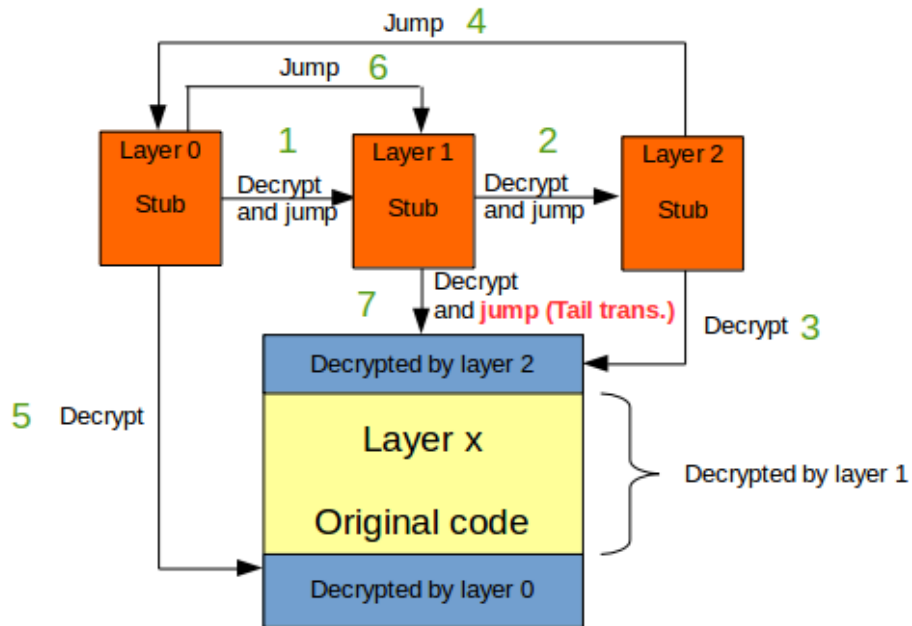 Jump 4
Jump 6
Layer 0
Stub
1
Decrypt
and jump
Layer 1
Stub
2
Decrypt
and jump
Layer 2
Stub
7
Decrypt
and jump (Tail trans.)
Decrypt 3
Decrypted by layer 2
5 Decrypt
Layer x
Original code
Decrypted by layer 1
Decrypted by layer 0